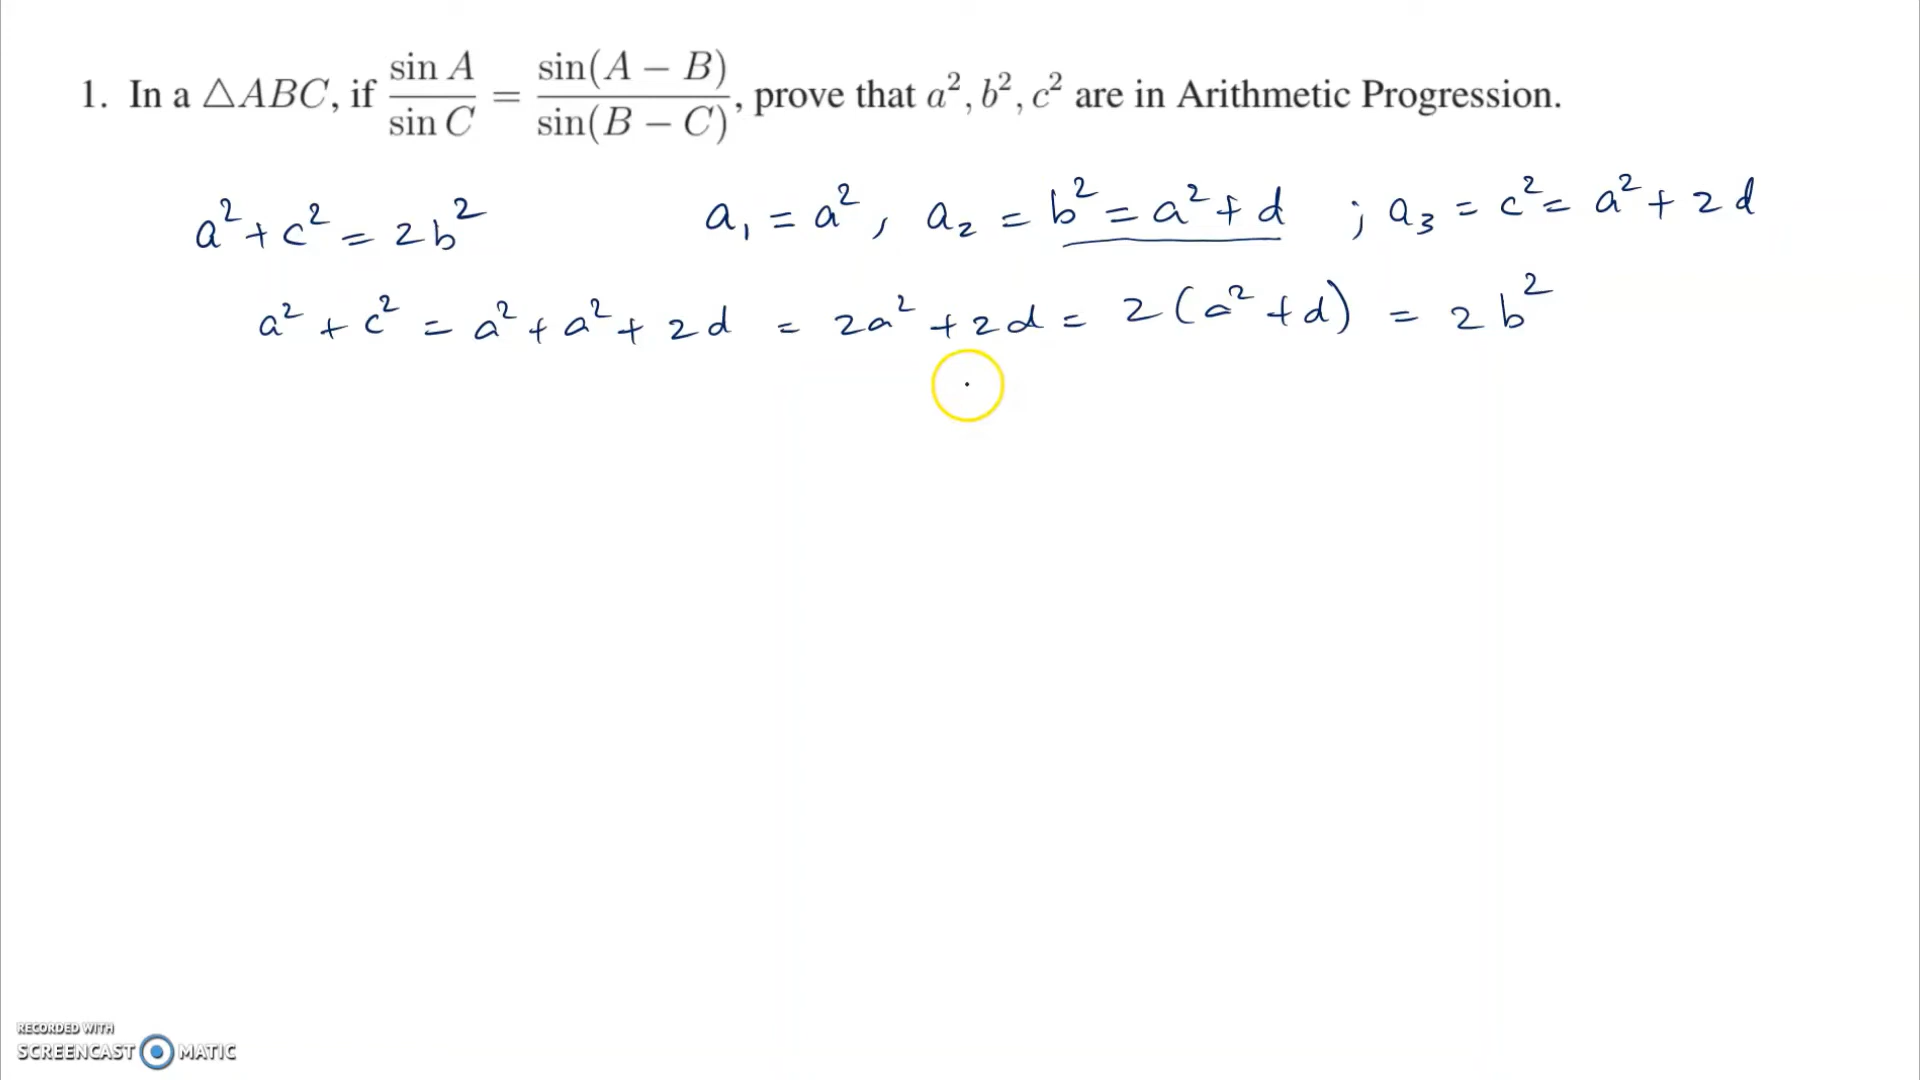 1. In a △ABC, if sin A / sin C = sin(A − B) / sin(B − C), prove that a², b², c² are in Arithmetic Progression.
a² + c² = 2b²
a₁ = a², a₂ = b² = a² + d ; a₃ = c² = a² + 2d
a² + c² = a² + a² + 2d = 2a² + 2d = 2(a² + d) = 2b²
RECORDED WITH
SCREENCAST MATIC